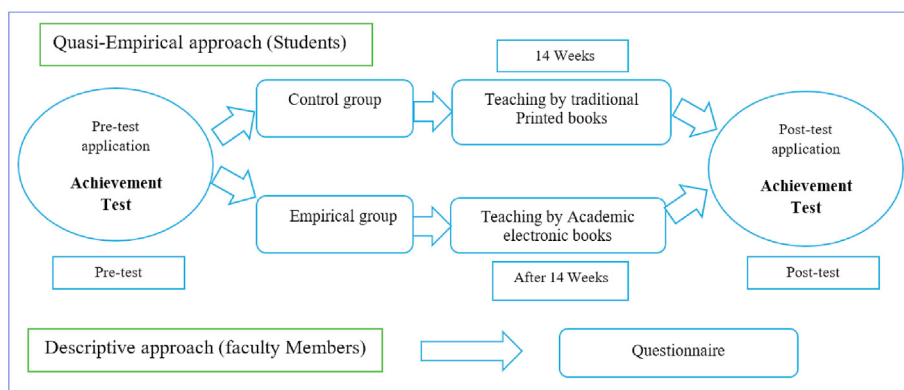 Quasi-Empirical approach (Students)
14 Weeks
Control group
Teaching by traditional
Printed books
Pre-test
application
Achievement
Test
Post-test
application
Achievement
Test
Empirical group
Teaching by Academic
electronic books
Pre-test
After 14 Weeks
Post-test
Descriptive approach (faculty Members)
Questionnaire